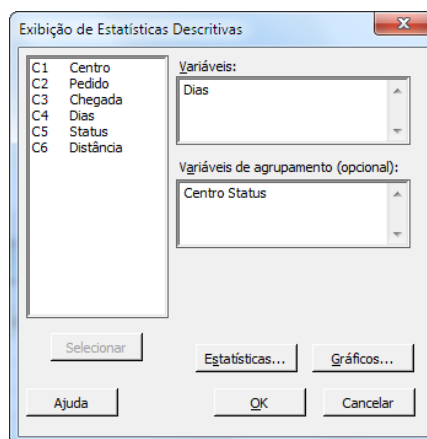 Exibição de Estatísticas Descritivas
C1 Centro
C2 Pedido
C3 Chegada
C4 Dias
C5 Status
C6 Distância
Variáveis:
Dias
Variáveis de agrupamento (opcional):
Centro Status
Selecionar
Estatísticas...
Gráficos...
Ajuda
OK
Cancelar